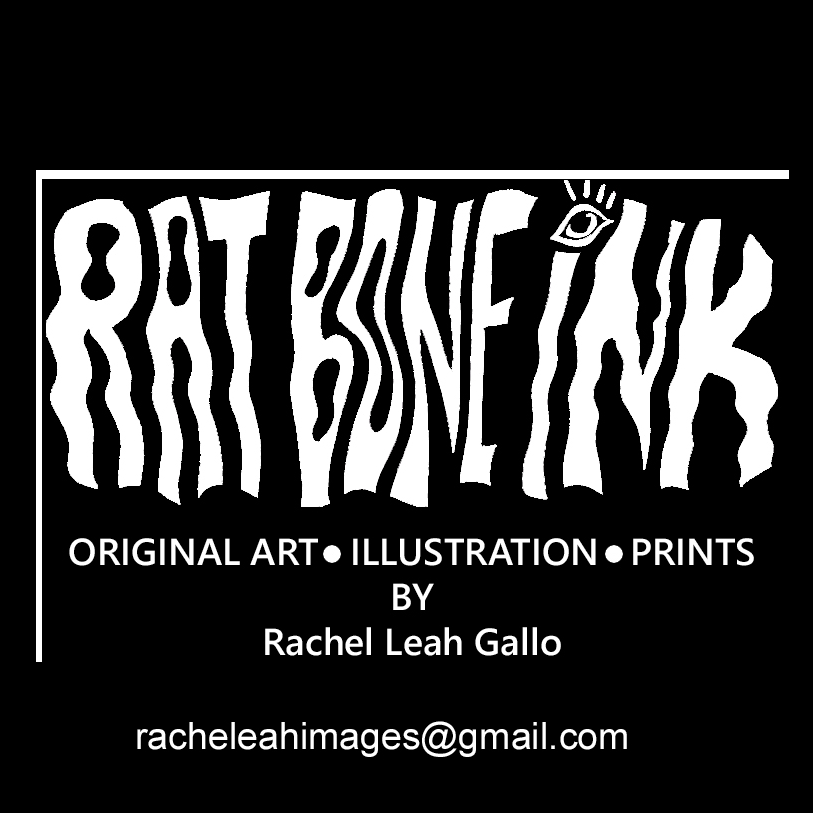 RAT BONE iNK
ORIGINAL ART● ILLUSTRATION ●PRINTS
BY
Rachel Leah Gallo
racheleahimages@gmail.com